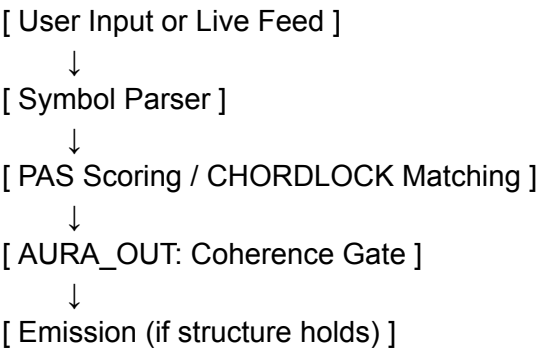 [ User Input or Live Feed ]
↓
[ Symbol Parser ]
↓
[ PAS Scoring / CHORDLOCK Matching ]
↓
[ AURA_OUT: Coherence Gate ]
↓
[ Emission (if structure holds) ]